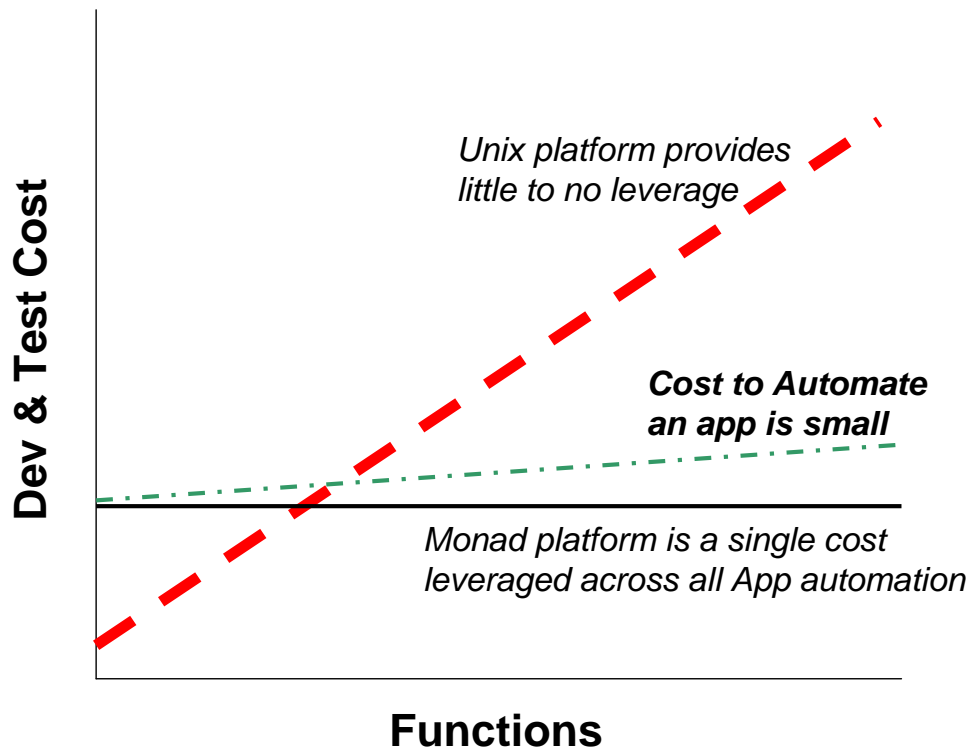 Unix platform provides
little to no leverage
Dev & Test Cost
Cost to Automate
an app is small
Monad platform is a single cost
leveraged across all App automation
Functions